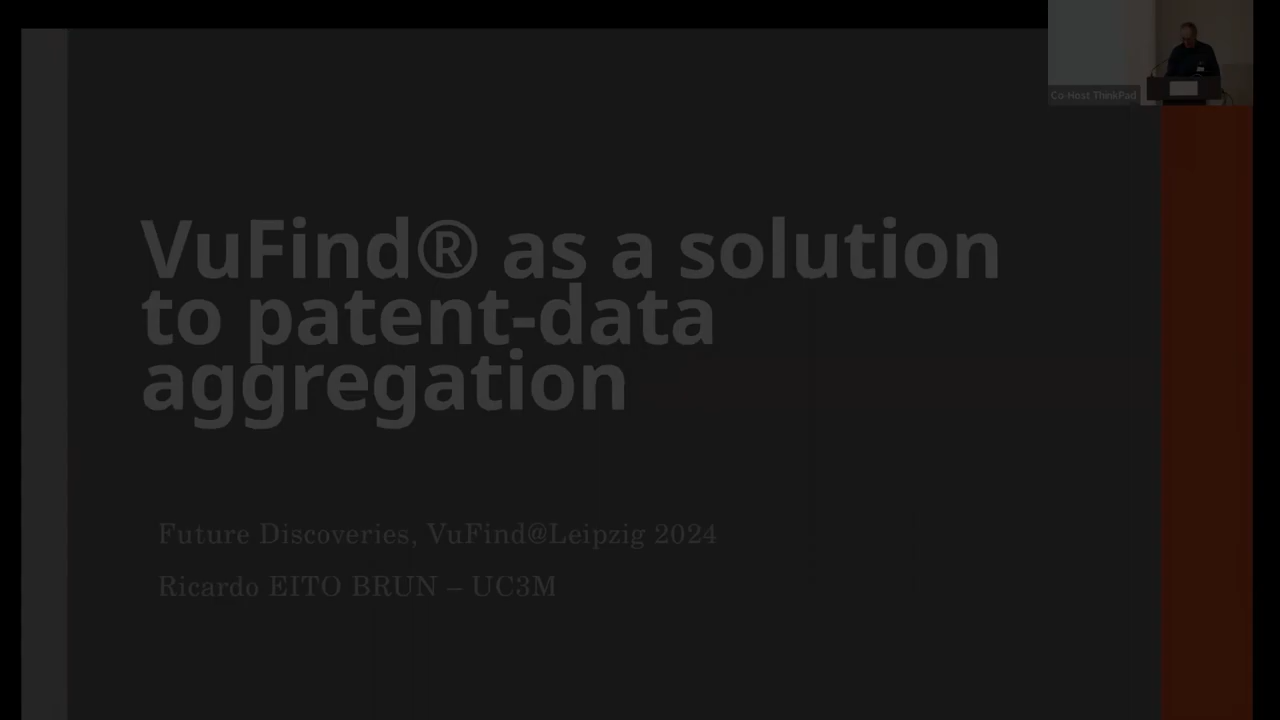 Co-Host ThinkPad
VuFind® as a solution
to patent-data
aggregation
Future Discoveries, VuFind@Leipzig 2024
Ricardo EITO BRUN – UC3M